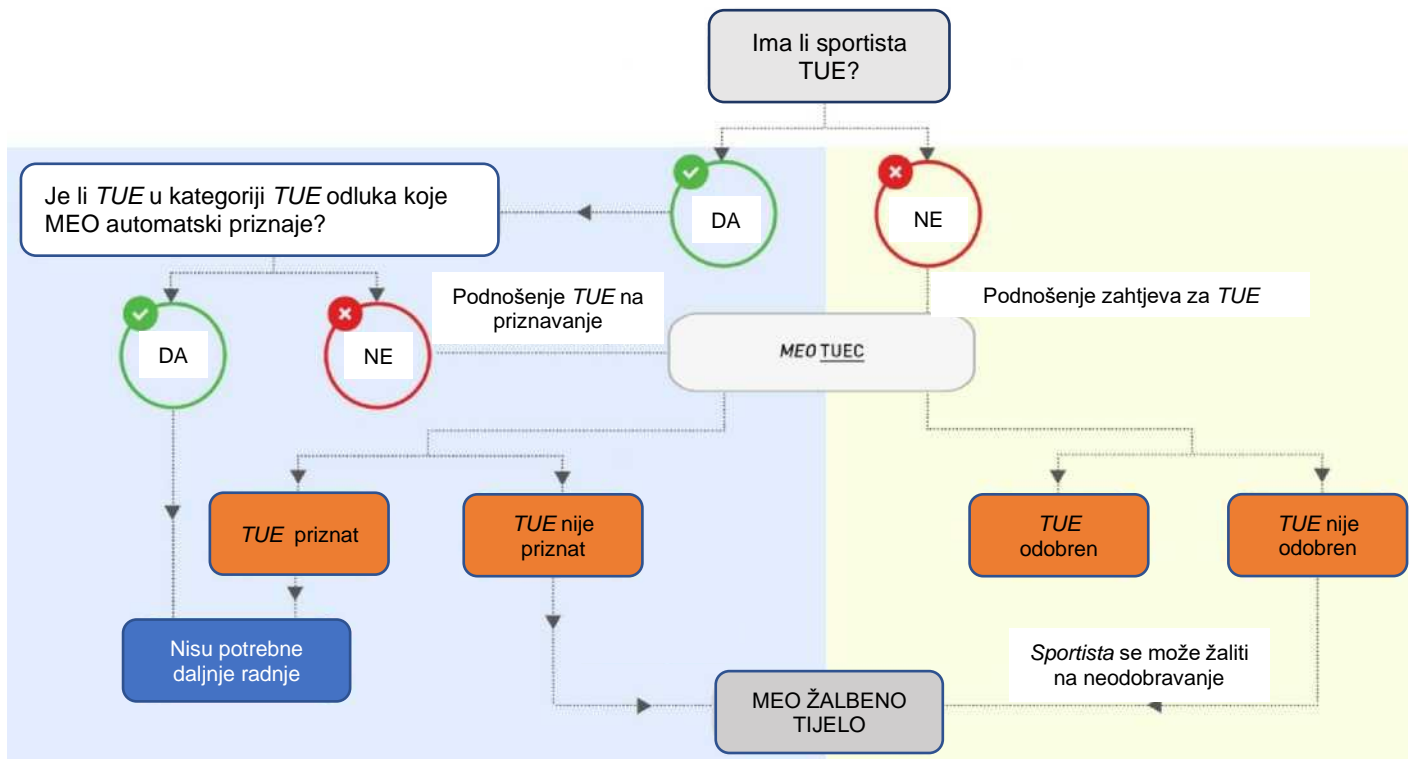 Ima li sportista
TUE?
Je li TUE u kategoriji TUE odluka koje
MEO automatski priznaje?
DA
NE
Podnošenje TUE na
priznavanje
Podnošenje zahtjeva za TUE
DA
NE
MEO TUEC
TUE priznat
TUE nije
priznat
TUE
odobren
TUE nije
odobren
Nisu potrebne
daljnje radnje
Sportista se može žaliti
na neodobravanje
MEO ŽALBENO
TIJELO